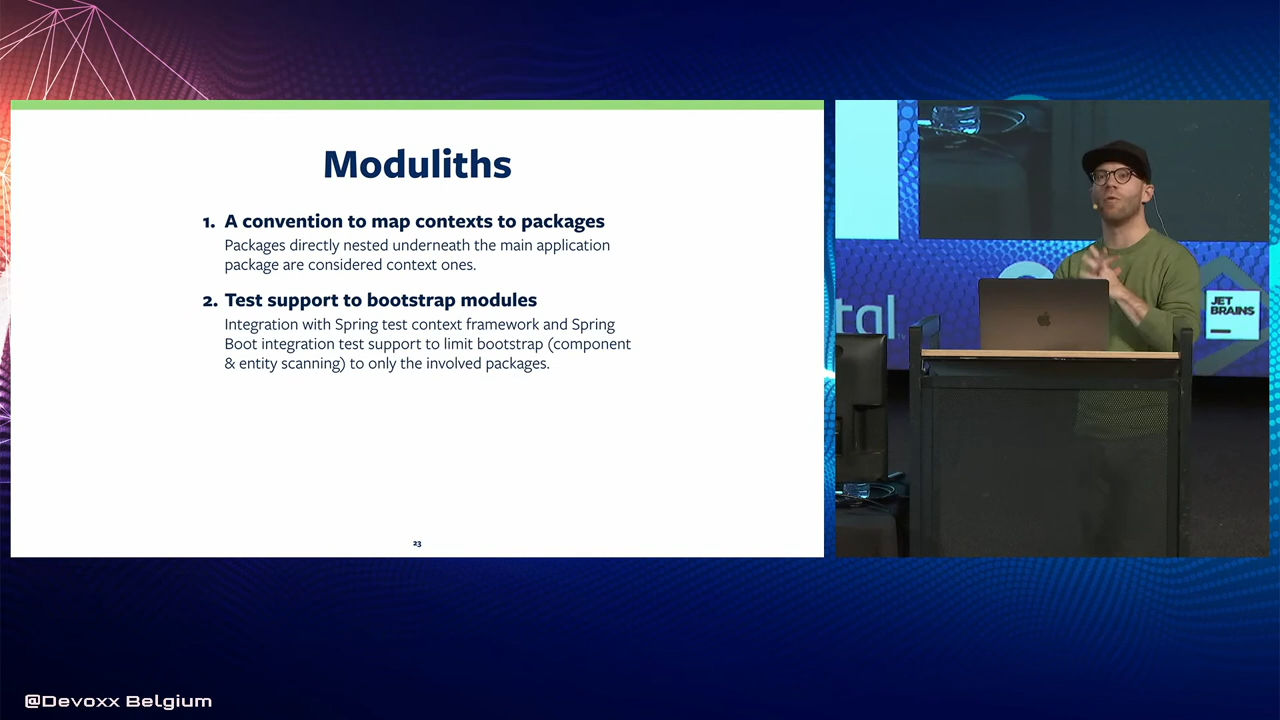 Moduliths
1. A convention to map contexts to packages
Packages directly nested underneath the main application
package are considered context ones.
2. Test support to bootstrap modules
Integration with Spring test context framework and Spring
Boot integration test support to limit bootstrap (component
& entity scanning) to only the involved packages.
23
tal
JET
BRAINS
@Devoxx Belgium